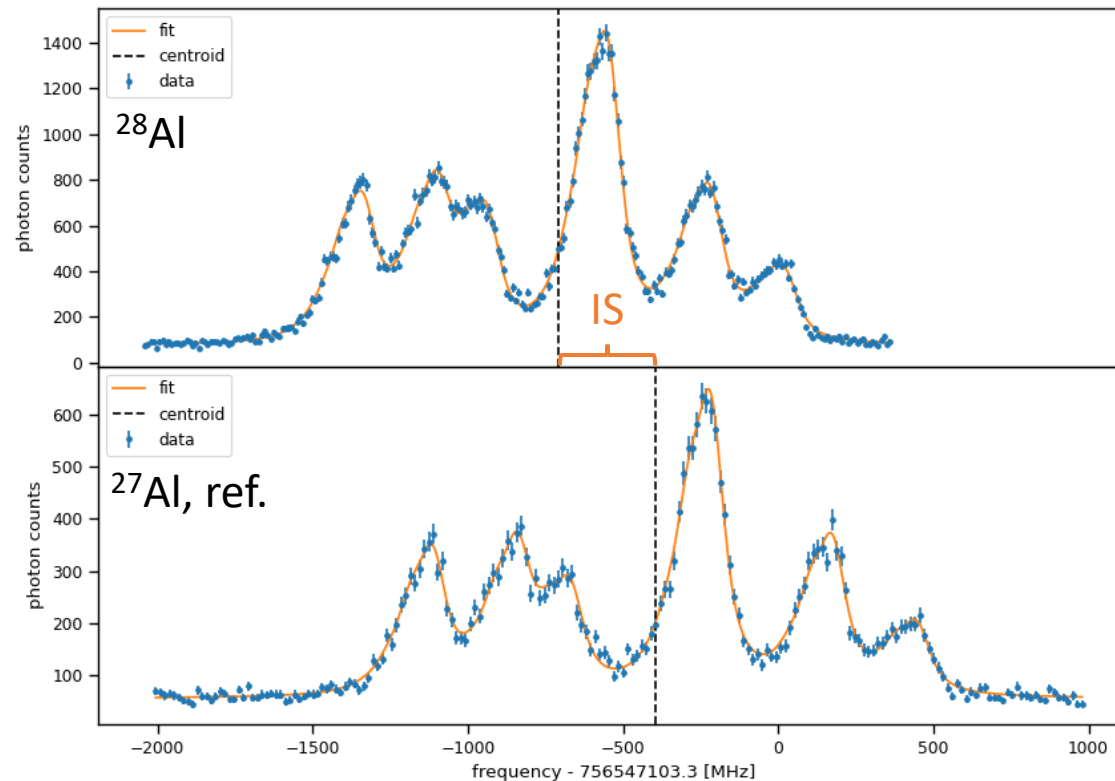 1400
1200
1000
800
600
400
200
0
photon counts
fit
centroid
data
²⁸Al
IS
600
500
400
300
200
100
photon counts
fit
centroid
data
²⁷Al, ref.
−2000 −1500 −1000 −500 0 500 1000
frequency - 756547103.3 [MHz]